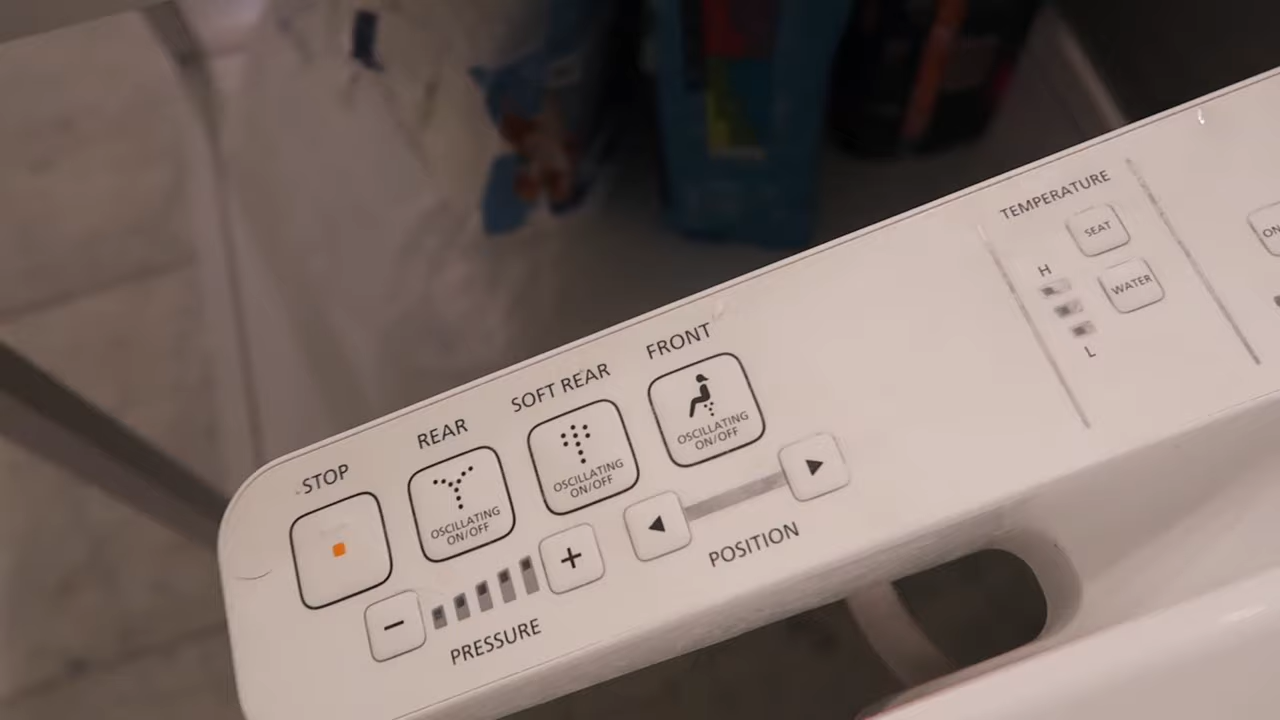 TEMPERATURE
SEAT
H
WATER
L
ON
FRONT
OSCILLATING
ON/OFF
SOFT REAR
OSCILLATING
ON/OFF
REAR
OSCILLATING
ON/OFF
STOP
POSITION
+
-
PRESSURE